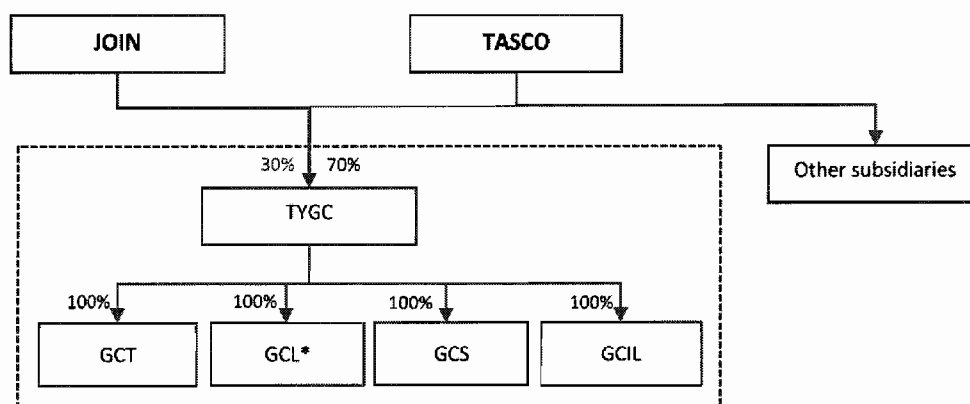 JOIN
TASCO
30% 70%
Other subsidiaries
TYGC
100% 100% 100% 100%
GCT
GCL*
GCS
GCIL